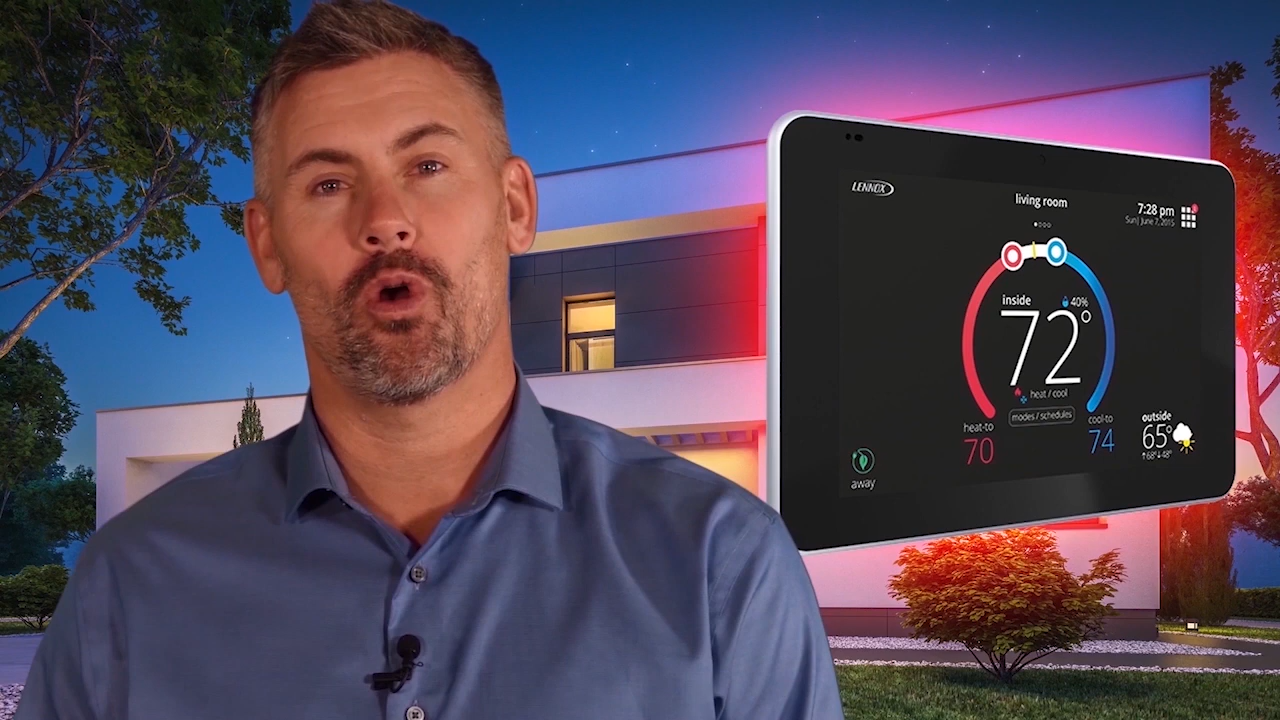 LENNOX
living room
7:28 pm
Sun| June 7, 2015
inside
40%
72°
heat / cool
modes / schedules
heat-to
70
cool-to
74
outside
65°
↑68°↓48°
away